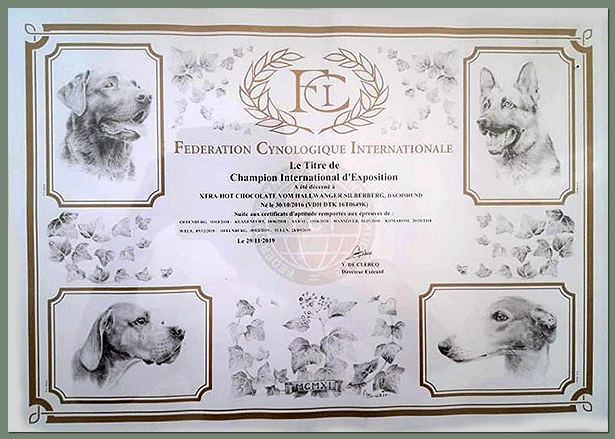 FCI
FEDERATION CYNOLOGIQUE INTERNATIONALE
Le Titre de
Champion International d'Exposition
A été décerné à
XTRA-HOT CHOCOLATE VOM HALLWANGER SILBERBERG, DACHSHUND
Né le 30/10/2016 (VDH DTK 16T0649K)
Suite aux certificats d'aptitude remportés aux épreuves de :
OFFENBURG, KLAGENFURT, HANNOVER, KOMAROM,
WELS, OFFENBURG, TULLN,
Le 29/11/2019
Y. DE CLERCQ
Directeur Exécutif
MCMXI